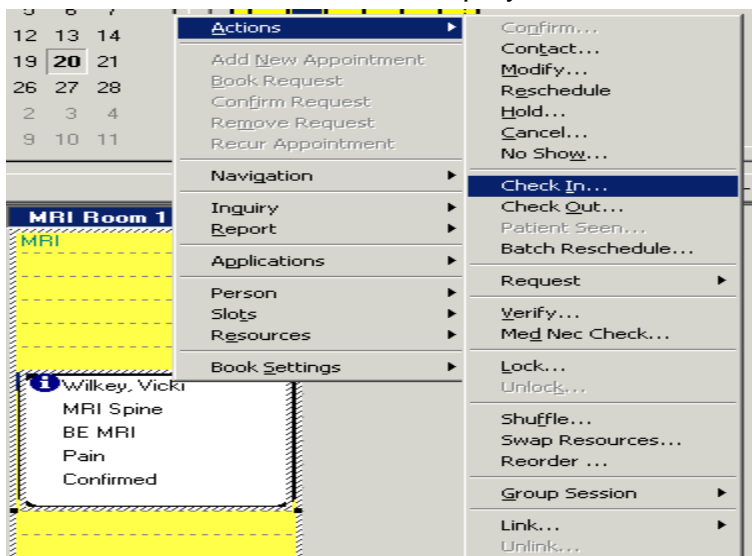 5 6 7
12 13 14
19 20 21
26 27 28
2 3 4
9 10 11
MRI Room 1
MRI
Wilkey, Vicki
MRI Spine
BE MRI
Pain
Confirmed
Actions
Add New Appointment
Book Request
Confirm Request
Remove Request
Recur Appointment
Navigation
Inquiry
Report
Applications
Person
Slots
Resources
Book Settings
Confirm...
Contact...
Modify...
Reschedule
Hold...
Cancel...
No Show...
Check In...
Check Out...
Patient Seen...
Batch Reschedule...
Request
Verify...
Med Nec Check...
Lock...
Unlock...
Shuffle...
Swap Resources...
Reorder ...
Group Session
Link...
Unlink...